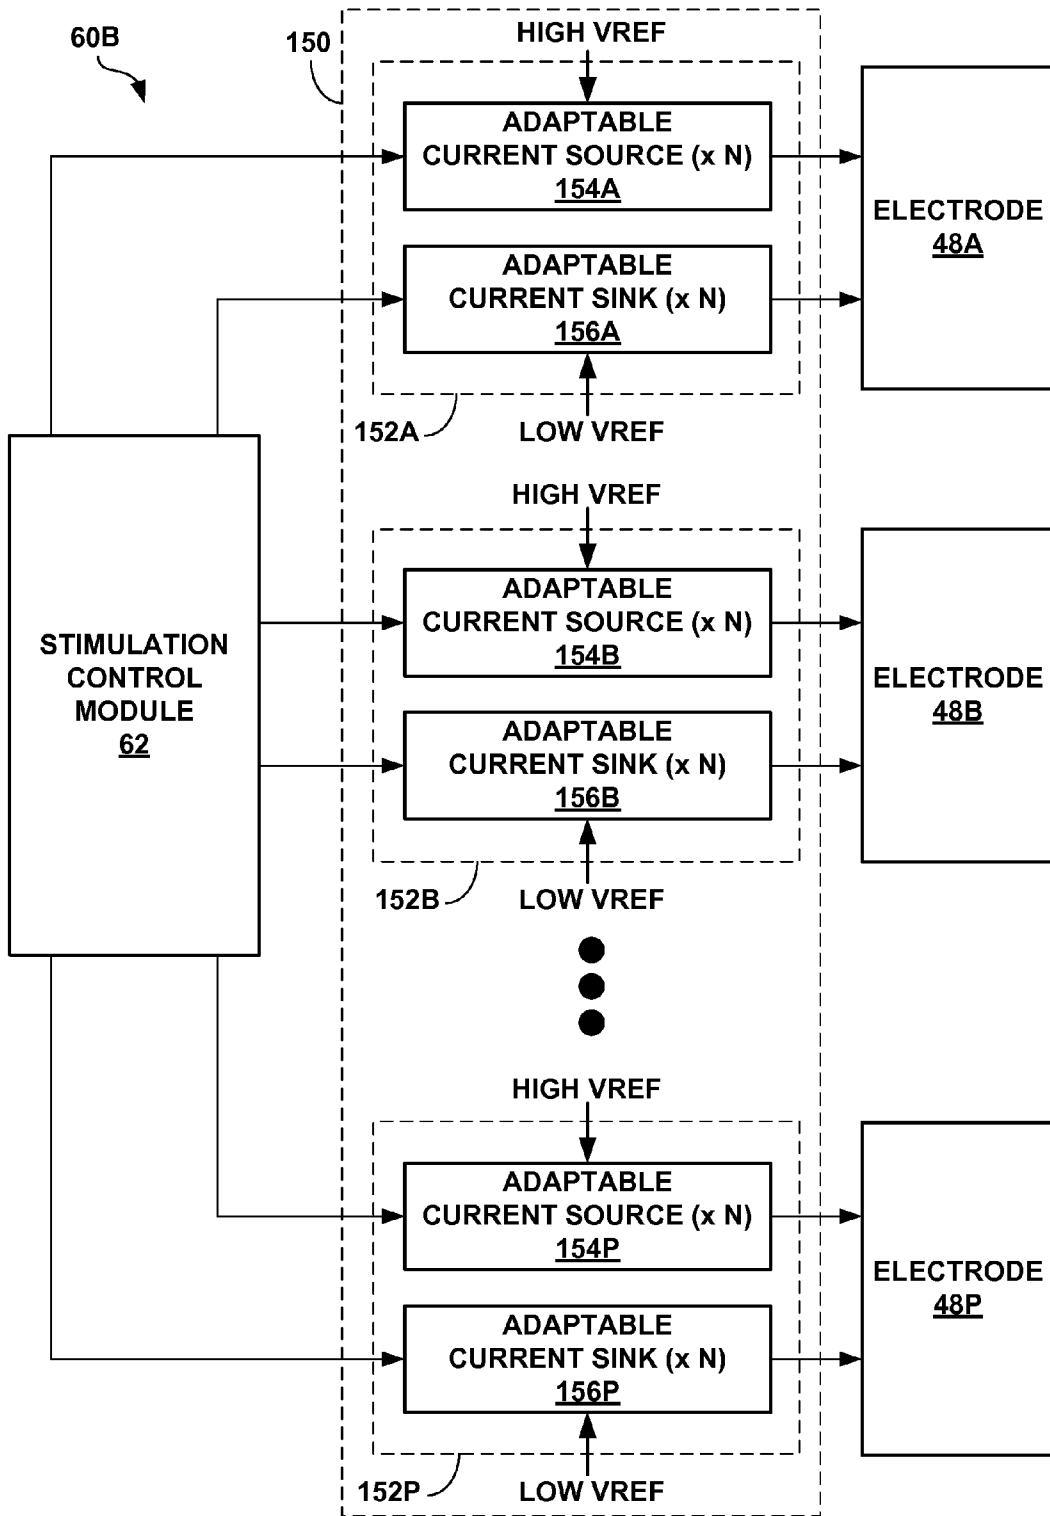 60B
150
HIGH VREF
ADAPTABLE
CURRENT SOURCE (x N)
154A
ADAPTABLE
CURRENT SINK (x N)
156A
152A
LOW VREF
ELECTRODE
48A
STIMULATION
CONTROL
MODULE
62
HIGH VREF
ADAPTABLE
CURRENT SOURCE (x N)
154B
ADAPTABLE
CURRENT SINK (x N)
156B
152B
LOW VREF
ELECTRODE
48B
HIGH VREF
ADAPTABLE
CURRENT SOURCE (x N)
154P
ADAPTABLE
CURRENT SINK (x N)
156P
152P
LOW VREF
ELECTRODE
48P